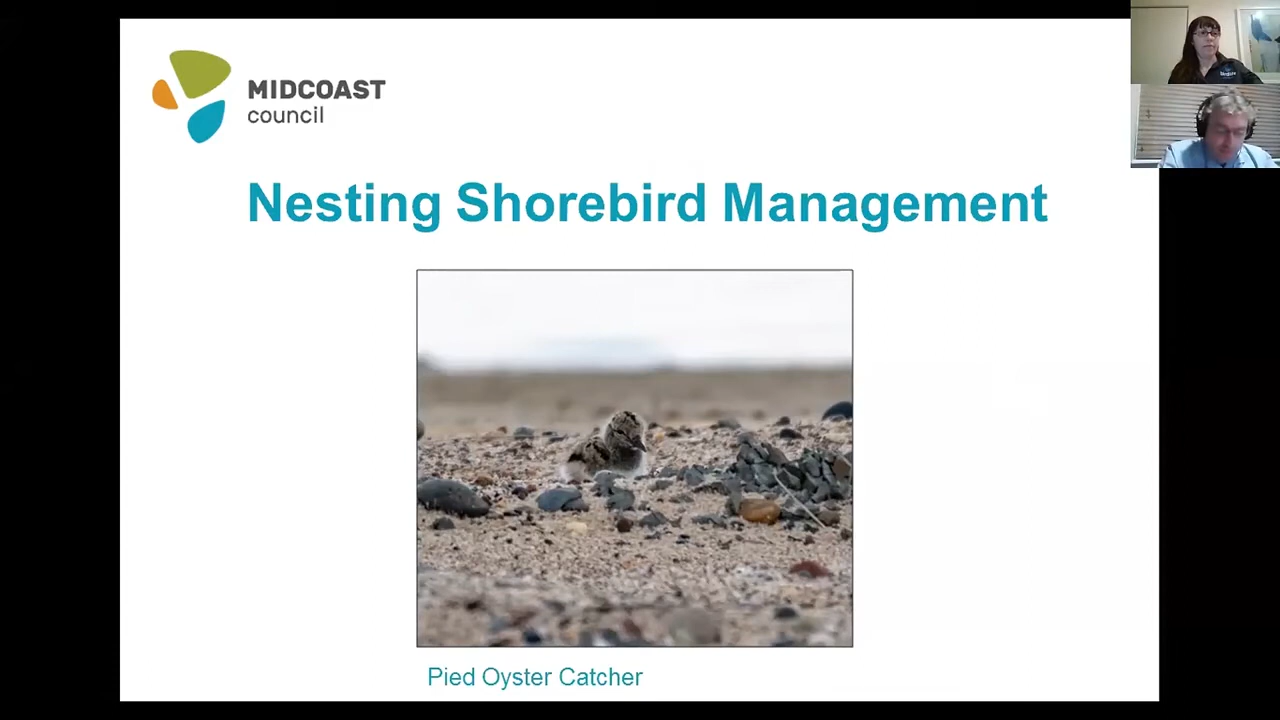 MIDCOAST
council
Nesting Shorebird Management
Pied Oyster Catcher